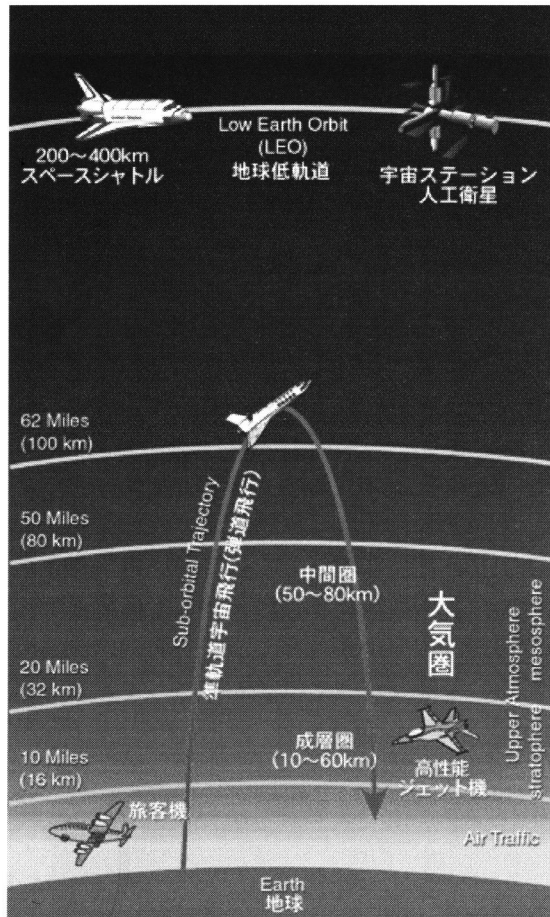 Low Earth Orbit
(LEO)
地球低軌道
200〜400km
スペースシャトル
宇宙ステーション
人工衛星
62 Miles
(100 km)
50 Miles
(80 km)
Sub-orbital Trajectory
準軌道宇宙飛行(弾道飛行)
中間圏
(50〜80km)
大気圏
Upper Atmosphere
mesosphere
stratosphere
20 Miles
(32 km)
成層圏
(10〜60km)
高性能
ジェット機
10 Miles
(16 km)
旅客機
Air Traffic
Earth
地球